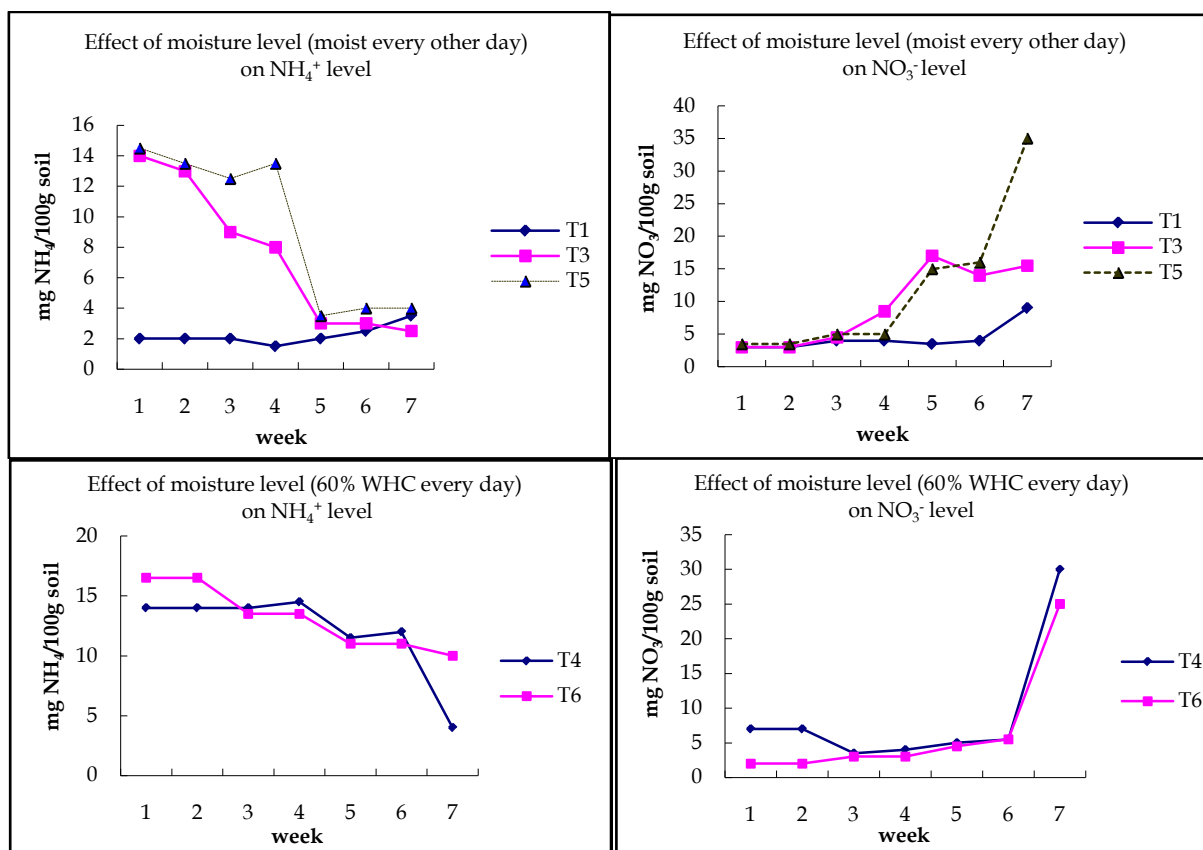 Effect of moisture level (moist every other day)
on NH₄⁺ level
mg NH₄/100g soil
16
14
12
10
8
6
4
2
0
1 2 3 4 5 6 7
week
T1
T3
T5
Effect of moisture level (moist every other day)
on NO₃⁻ level
mg NO₃/100g soil
40
35
30
25
20
15
10
5
0
1 2 3 4 5 6 7
week
T1
T3
T5
Effect of moisture level (60% WHC every day)
on NH₄⁺ level
mg NH₄/100g soil
20
15
10
5
0
1 2 3 4 5 6 7
week
T4
T6
Effect of moisture level (60% WHC every day)
on NO₃⁻ level
mg NO₃/100g soil
35
30
25
20
15
10
5
0
1 2 3 4 5 6 7
week
T4
T6